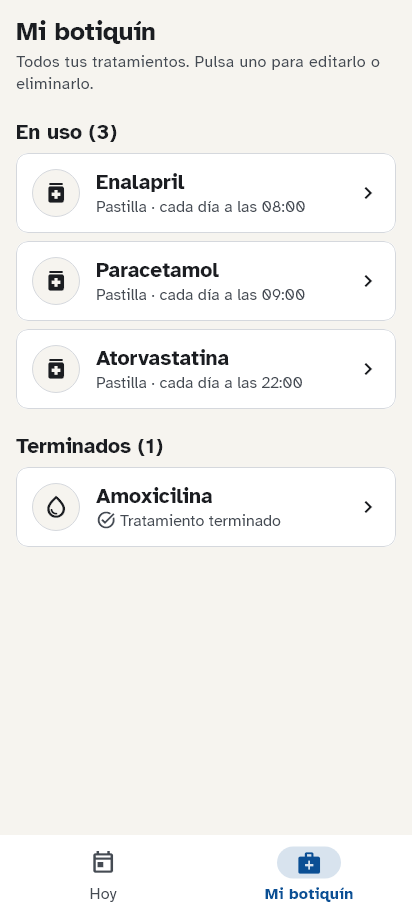 Mi botiquín
Todos tus tratamientos. Pulsa uno para editarlo o
eliminarlo.
En uso (3)
Enalapril
Pastilla · cada día a las 08:00
Paracetamol
Pastilla · cada día a las 09:00
Atorvastatina
Pastilla · cada día a las 22:00
Terminados (1)
Amoxicilina
Tratamiento terminado
Hoy
Mi botiquín